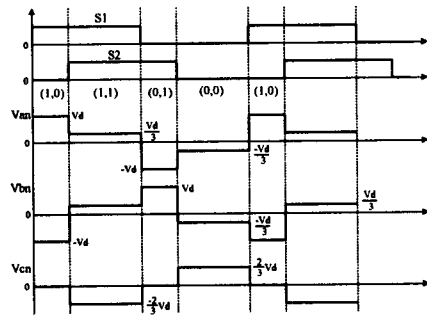 S1
0
S2
0
(1,0) (1,1) (0,1) (0,0) (1,0)
Van Vd Vd/3
0
-Vd -Vd/3
Vbn Vd Vd/3
0
-Vd -Vd/3
Vcn 2/3 Vd
0
-2/3 Vd